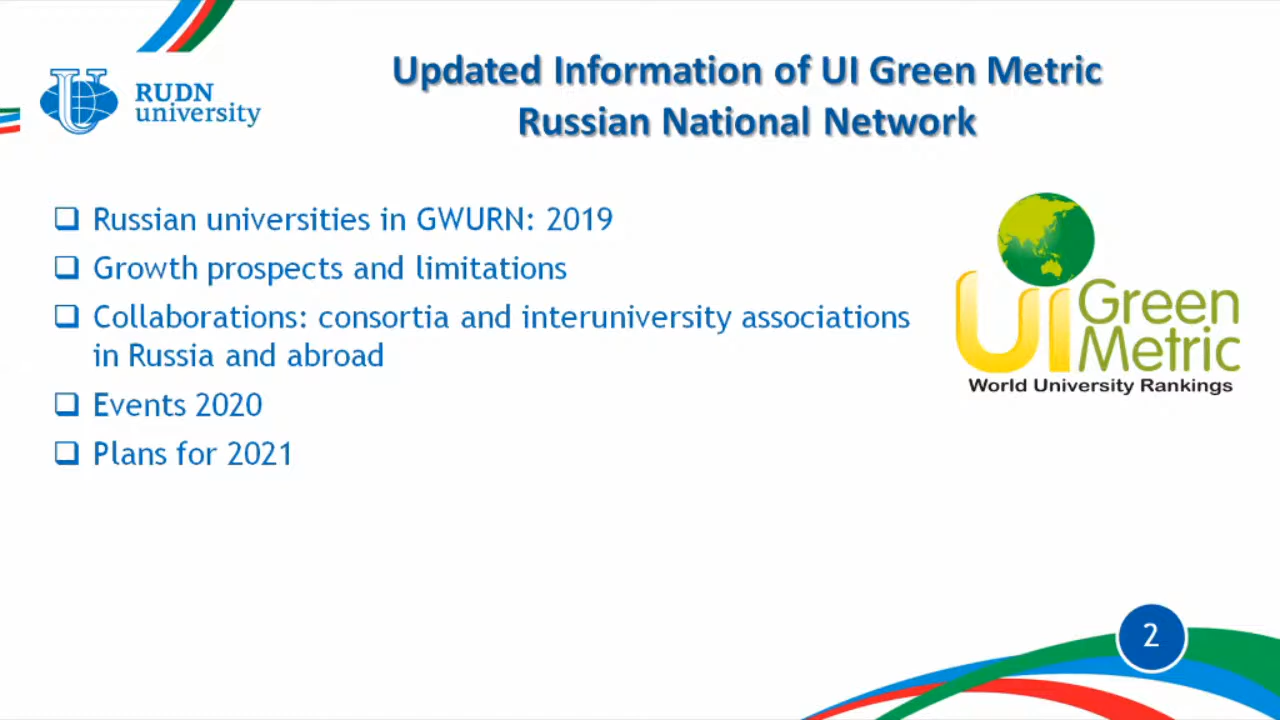 RUDN
university
Updated Information of UI Green Metric
Russian National Network
❑ Russian universities in GWURN: 2019
❑ Growth prospects and limitations
❑ Collaborations: consortia and interuniversity associations
in Russia and abroad
❑ Events 2020
❑ Plans for 2021
UI Green
Metric
World University Rankings
2